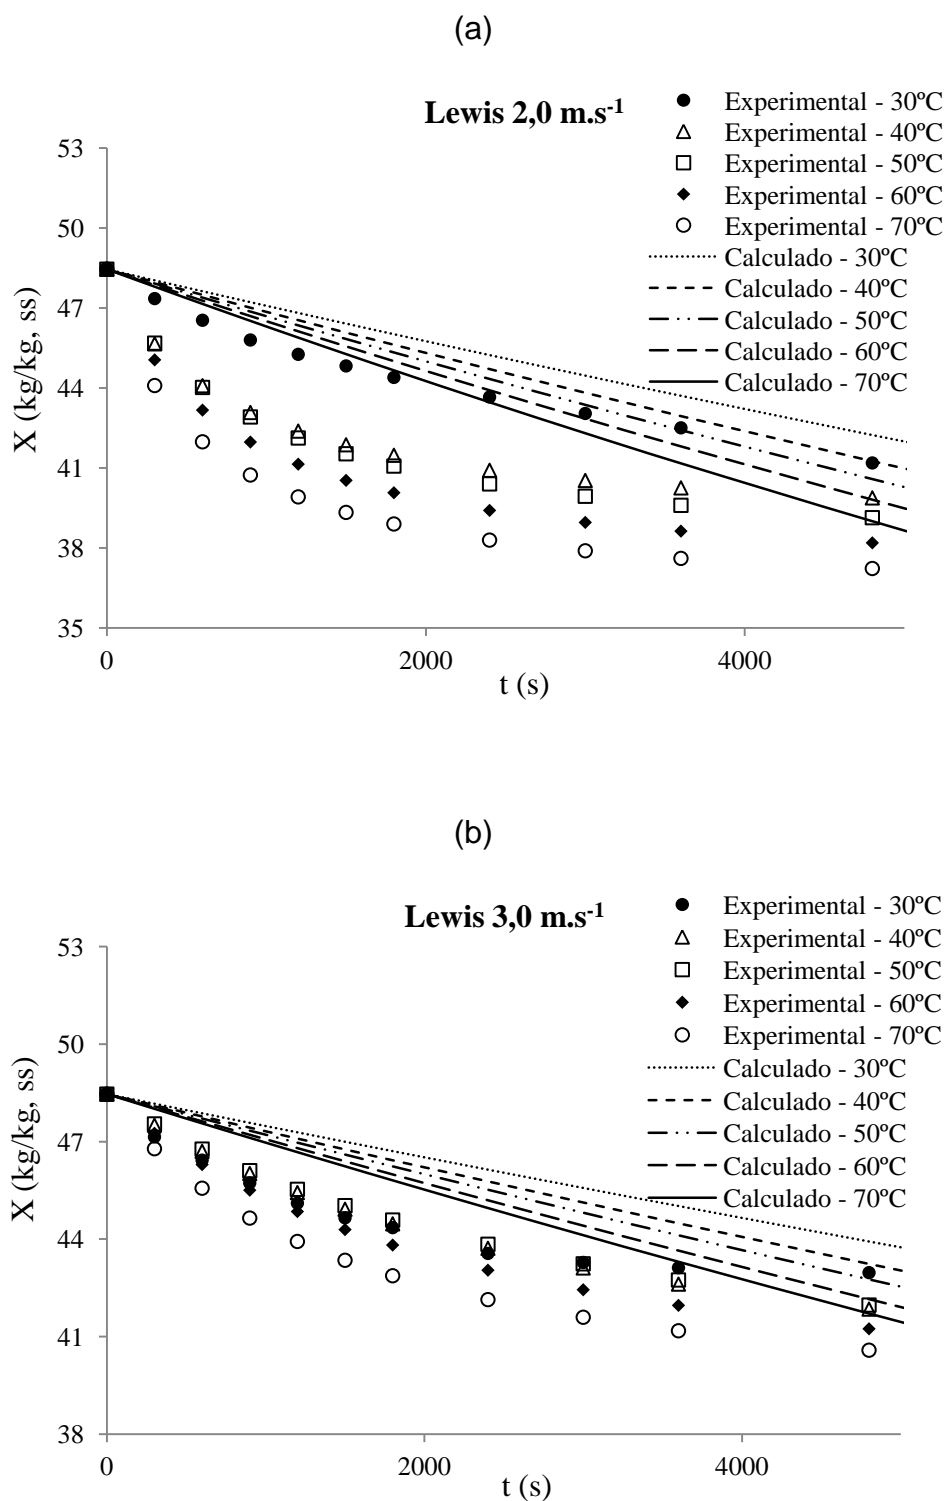 (a)
Lewis 2,0 m.s-1
Experimental - 30ºC
Experimental - 40ºC
Experimental - 50ºC
Experimental - 60ºC
Experimental - 70ºC
Calculado - 30ºC
Calculado - 40ºC
Calculado - 50ºC
Calculado - 60ºC
Calculado - 70ºC
53
50
47
44
41
38
35
X (kg/kg, ss)
0 2000 4000
t (s)
(b)
Lewis 3,0 m.s-1
Experimental - 30ºC
Experimental - 40ºC
Experimental - 50ºC
Experimental - 60ºC
Experimental - 70ºC
Calculado - 30ºC
Calculado - 40ºC
Calculado - 50ºC
Calculado - 60ºC
Calculado - 70ºC
53
50
47
44
41
38
X (kg/kg, ss)
0 2000 4000
t (s)